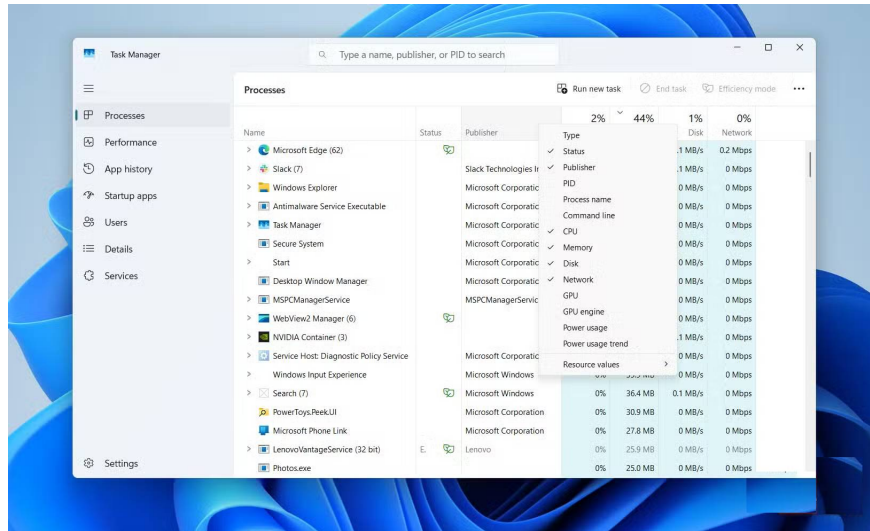 Task Manager
Type a name, publisher, or PID to search
Processes
Run new task
End task
Efficiency mode
Processes
Performance
App history
Startup apps
Users
Details
Services
Settings
2% 44% 1% 0%
Name Status Publisher Disk Network
Microsoft Edge (62) .1 MB/s 0.2 Mbps
Slack (7) Slack Technologies .1 MB/s 0 Mbps
Windows Explorer Microsoft 0 MB/s 0 Mbps
Antimalware Service Executable Microsoft 0 MB/s 0 Mbps
Task Manager Microsoft 0 MB/s 0 Mbps
Secure System Microsoft 0 MB/s 0 Mbps
Start Microsoft 0 MB/s 0 Mbps
Desktop Window Manager Microsoft 0 MB/s 0 Mbps
MSPCManagerService MSPCManagerServic 0 MB/s 0 Mbps
WebView2 Manager (6) 0 MB/s 0 Mbps
NVIDIA Container (3) .1 MB/s 0 Mbps
Service Host: Diagnostic Policy Service Microsoft 0 MB/s 0 Mbps
Windows Input Experience Microsoft Windows 0 MB/s 0 Mbps
Search (7) Microsoft Windows 0% 36.4 MB 0.1 MB/s 0 Mbps
PowerToys.Peek.UI Microsoft Corporation 0% 30.9 MB 0 MB/s 0 Mbps
Microsoft Phone Link Microsoft Corporation 0% 27.8 MB 0 MB/s 0 Mbps
LenovoVantageService (32 bit) E. Lenovo 0% 25.9 MB 0 MB/s 0 Mbps
Photos.exe 0% 25.0 MB 0 MB/s 0 Mbps
Type
Status
Publisher
PID
Process name
Command line
CPU
Memory
Disk
Network
GPU
GPU engine
Power usage
Power usage trend
Resource values